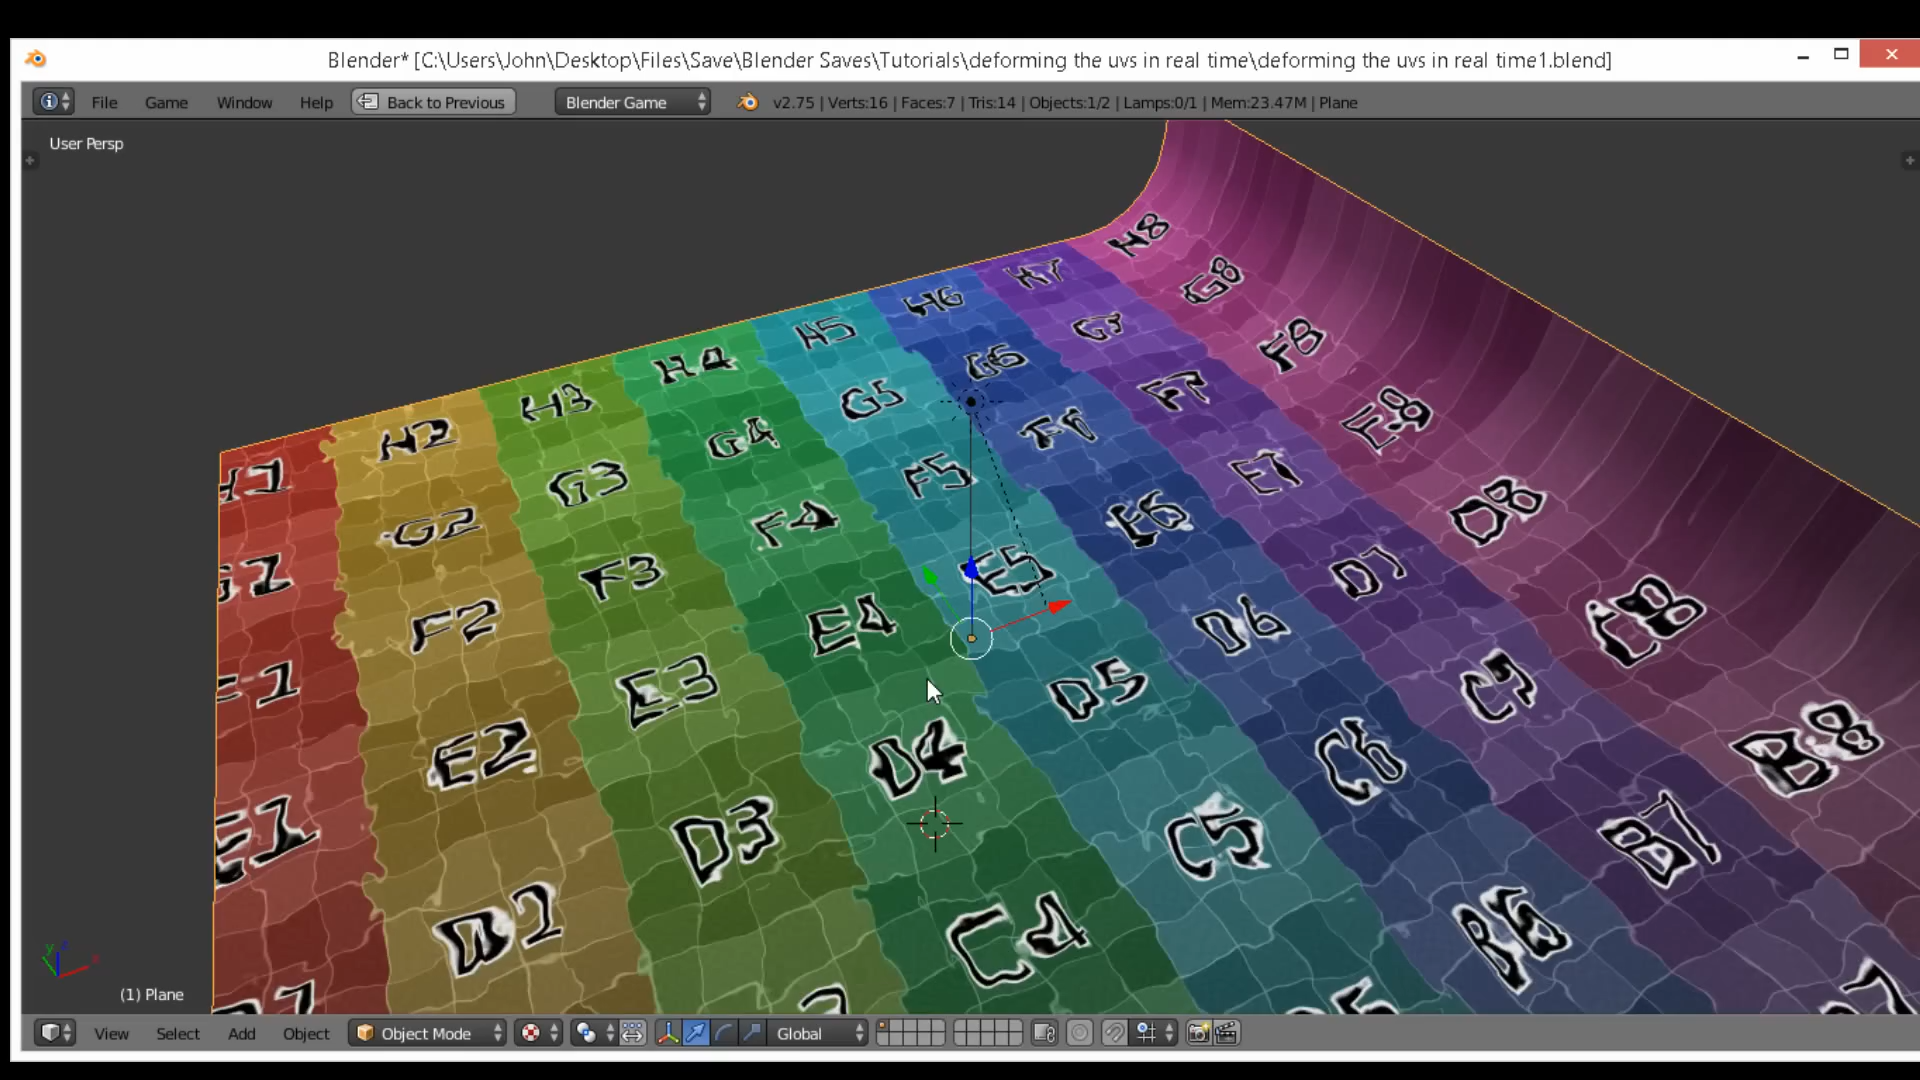 Blender* [C:\Users\John\Desktop\Files\Save\Blender Saves\Tutorials\deforming the uvs in real time\deforming the uvs in real time1.blend]
File Game Window Help Back to Previous Blender Game v2.75 | Verts:16 | Faces:7 | Tris:14 | Objects:1/2 | Lamps:0/1 | Mem:23.47M | Plane
User Persp
H1 H2 H3 H4 H5 H6 H7 H8
G2 G3 G4 G5 G6 G7 G8
F2 F3 F4 F5 F6 F7 F8
E2 E3 E4 E5 E6 E7 E8
D2 D3 D4 D5 D6 D7 D8
C4 C5 C6 C7 C8
B6 B7 B8
(1) Plane
View Select Add Object Object Mode Global